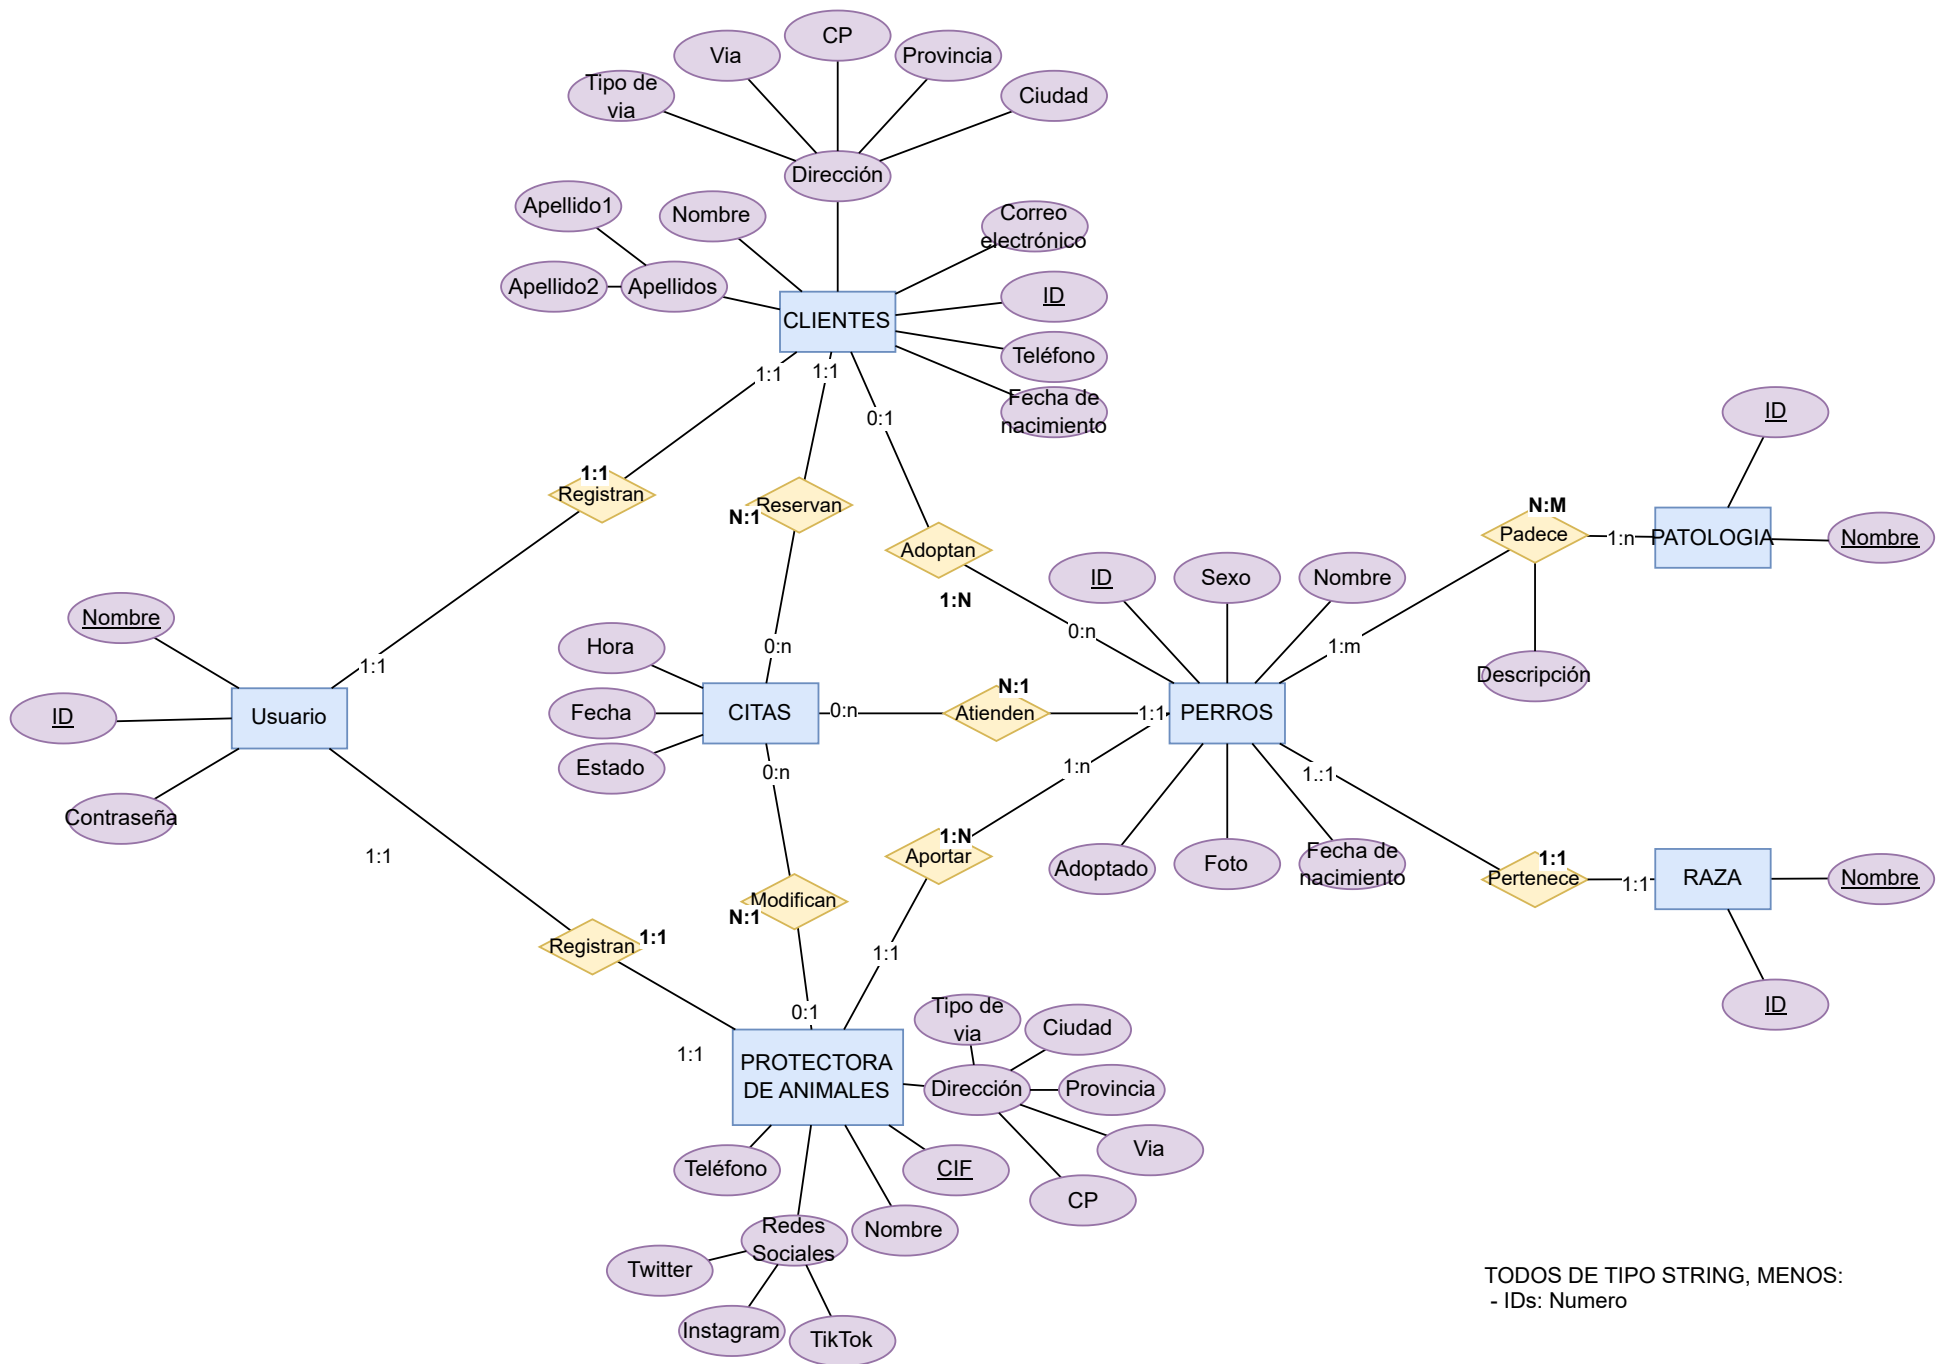 CP
Via
Provincia
Tipo de
via
Ciudad
Dirección
Apellido1
Nombre
Correo
electrónico
Apellido2
Apellidos
ID
CLIENTES
Teléfono
Fecha de
nacimiento
1:1
1:1
0:1
ID
1:1
Registran
Reservan
N:1
N:M
Padece
1:n
PATOLOGIA
Nombre
Adoptan
1:N
ID
Sexo
Nombre
Nombre
0:n
1:m
Hora
0:n
1:1
Descripción
ID
Usuario
Fecha
CITAS
0:n
N:1
Atienden
1:1
PERROS
Estado
0:n
1:n
1.:1
Contraseña
1:1
1:N
Aportar
Adoptado
Foto
Fecha de
nacimiento
1:1
Pertenece
1:1
RAZA
Nombre
Modifican
N:1
Registran
1:1
1:1
0:1
ID
1:1
Tipo de
via
Ciudad
PROTECTORA
DE ANIMALES
Dirección
Provincia
Via
Teléfono
CIF
CP
Redes
Sociales
Nombre
Twitter
Instagram
TikTok
TODOS DE TIPO STRING, MENOS:
- IDs: Numero